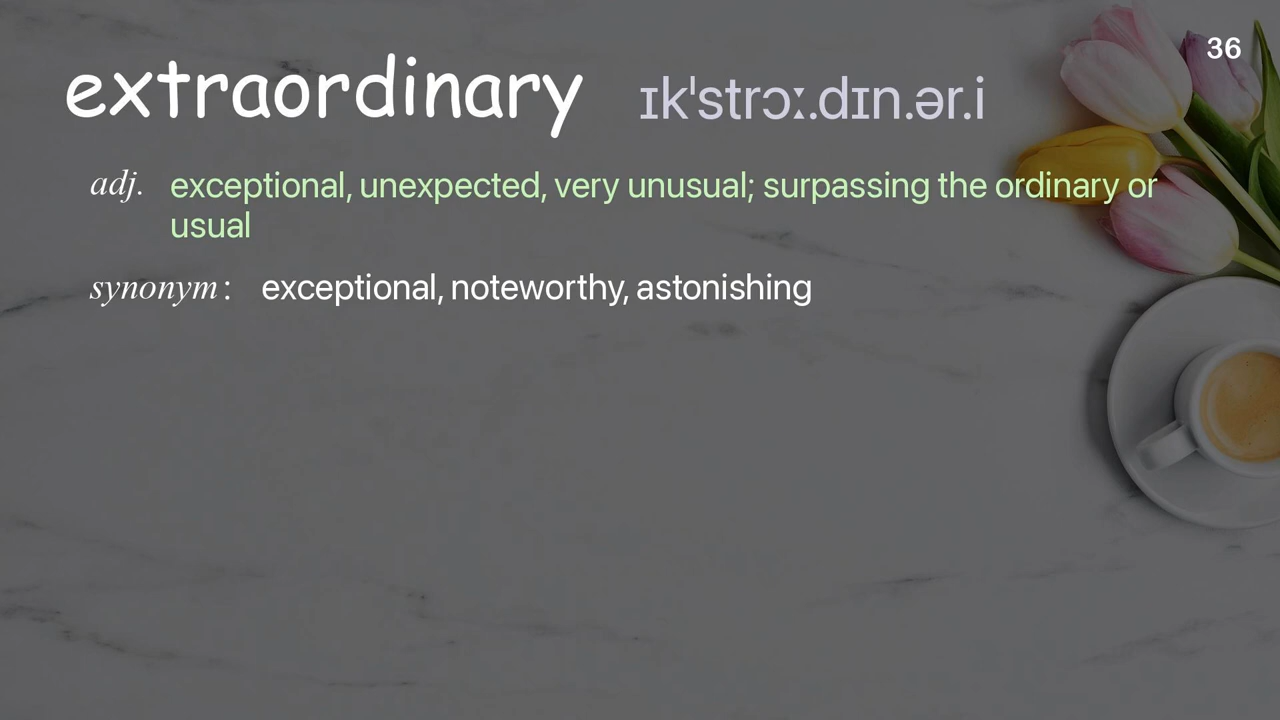 36
extraordinary ɪkˈstrɔː.dɪn.ər.i
adj. exceptional, unexpected, very unusual; surpassing the ordinary or
usual
synonym: exceptional, noteworthy, astonishing